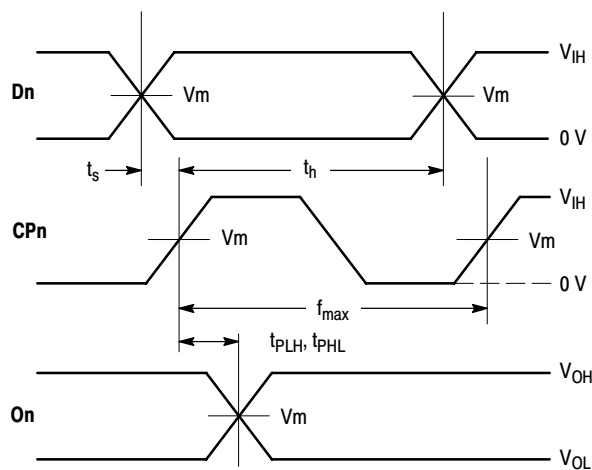 V_IH
Dn Vm Vm
0 V
t_s t_h
V_IH
CPn Vm Vm
0 V
f_max
t_PLH, t_PHL
V_OH
On Vm
V_OL